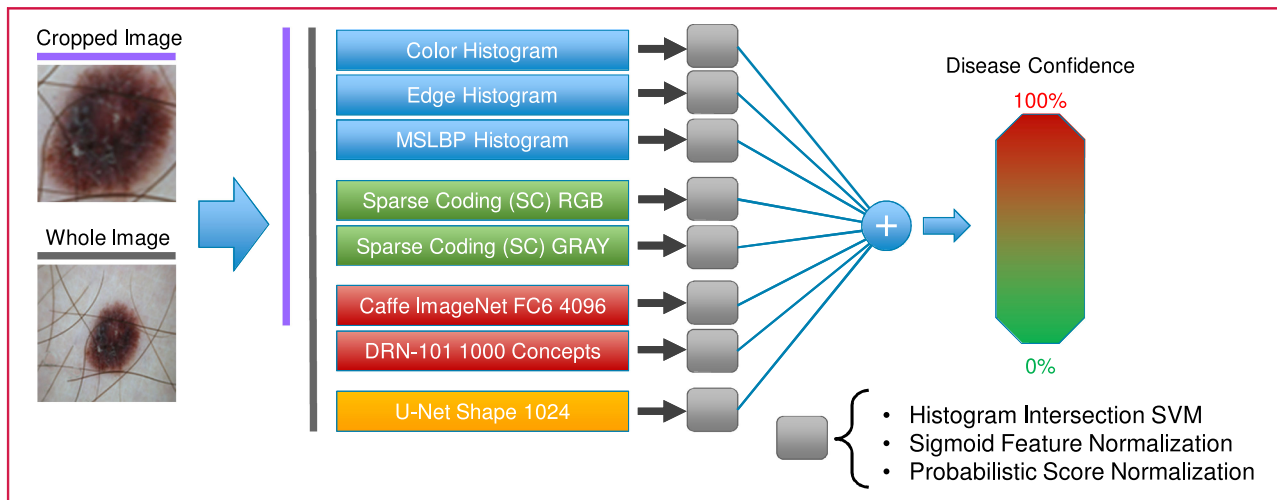 Cropped Image
Whole Image
Color Histogram
Edge Histogram
MSLBP Histogram
Sparse Coding (SC) RGB
Sparse Coding (SC) GRAY
Caffe ImageNet FC6 4096
DRN-101 1000 Concepts
U-Net Shape 1024
+
Disease Confidence
100%
0%
• Histogram Intersection SVM
• Sigmoid Feature Normalization
• Probabilistic Score Normalization